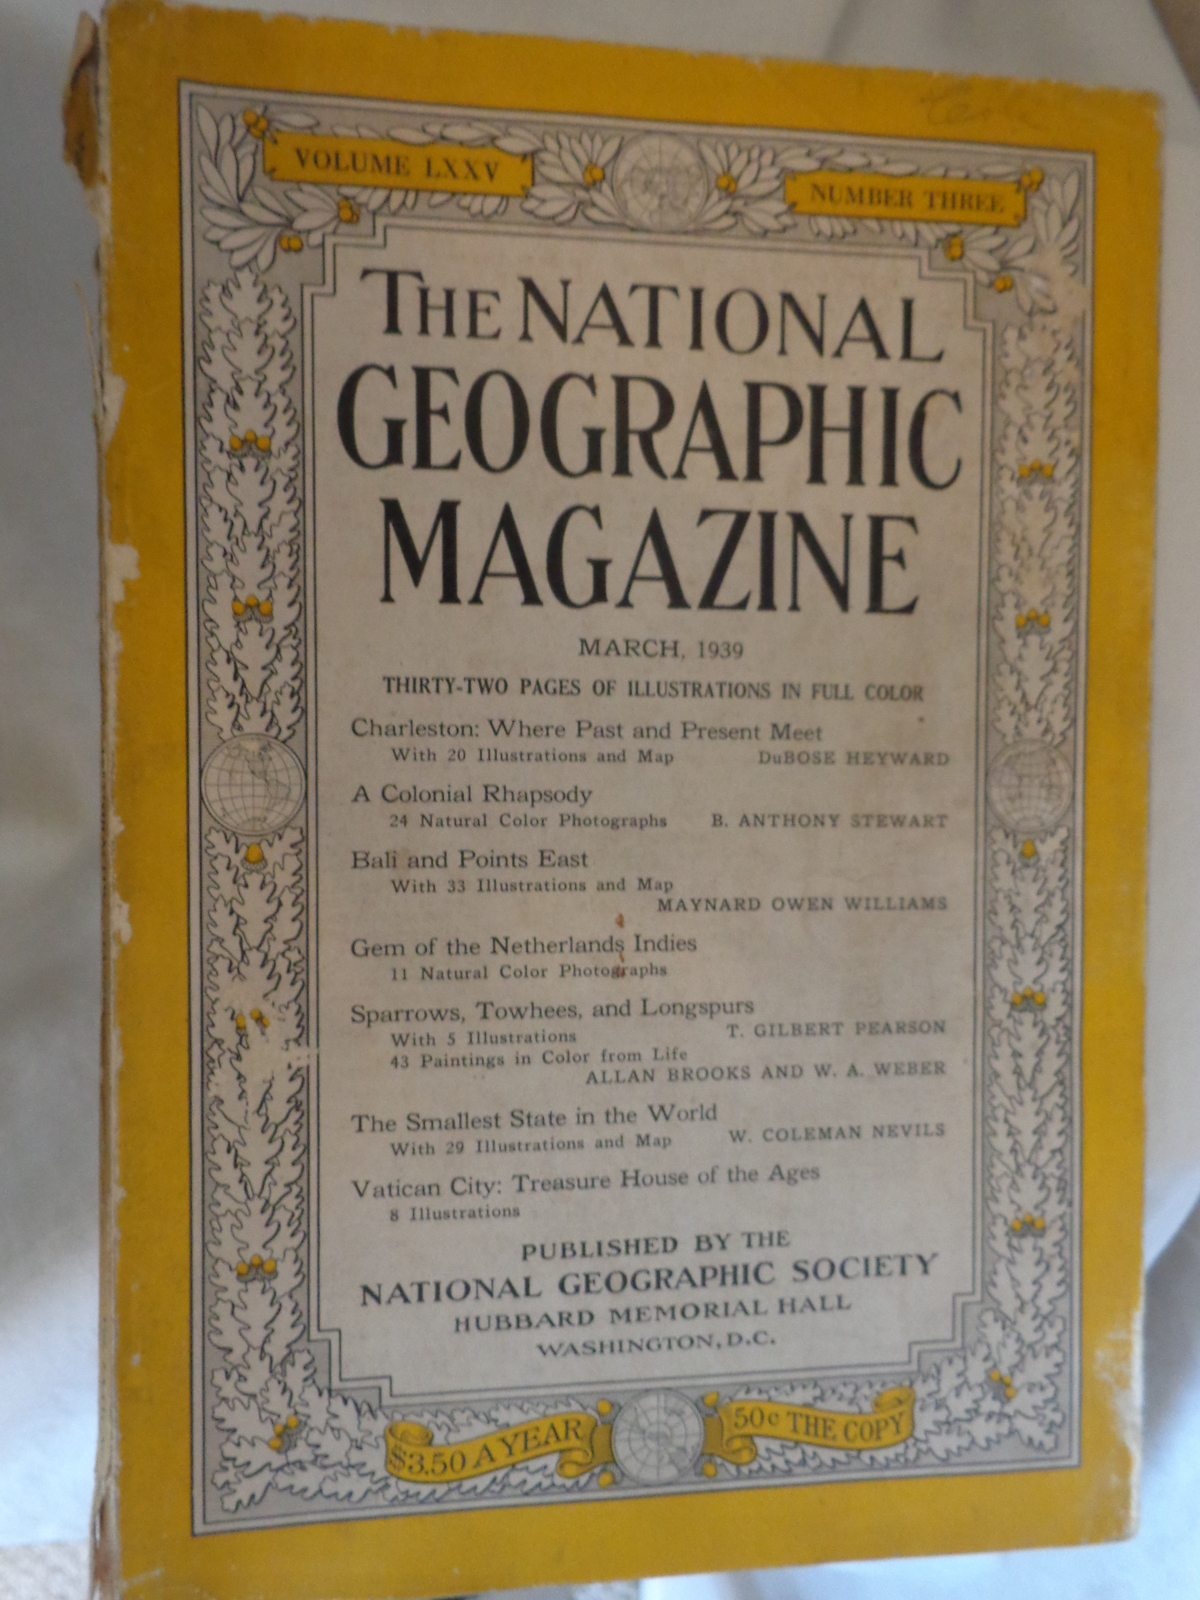 VOLUME LXXV
NUMBER THREE
THE NATIONAL
GEOGRAPHIC
MAGAZINE
MARCH, 1939
THIRTY-TWO PAGES OF ILLUSTRATIONS IN FULL COLOR
Charleston: Where Past and Present Meet
With 20 Illustrations and Map DuBOSE HEYWARD
A Colonial Rhapsody
24 Natural Color Photographs B. ANTHONY STEWART
Bali and Points East
With 33 Illustrations and Map
MAYNARD OWEN WILLIAMS
Gem of the Netherlands Indies
11 Natural Color Photographs
Sparrows, Towhees, and Longspurs
With 5 Illustrations T. GILBERT PEARSON
43 Paintings in Color from Life
ALLAN BROOKS AND W. A. WEBER
The Smallest State in the World
With 29 Illustrations and Map W. COLEMAN NEVILS
Vatican City: Treasure House of the Ages
8 Illustrations
PUBLISHED BY THE
NATIONAL GEOGRAPHIC SOCIETY
HUBBARD MEMORIAL HALL
WASHINGTON, D.C.
$3.50 A YEAR
50c THE COPY